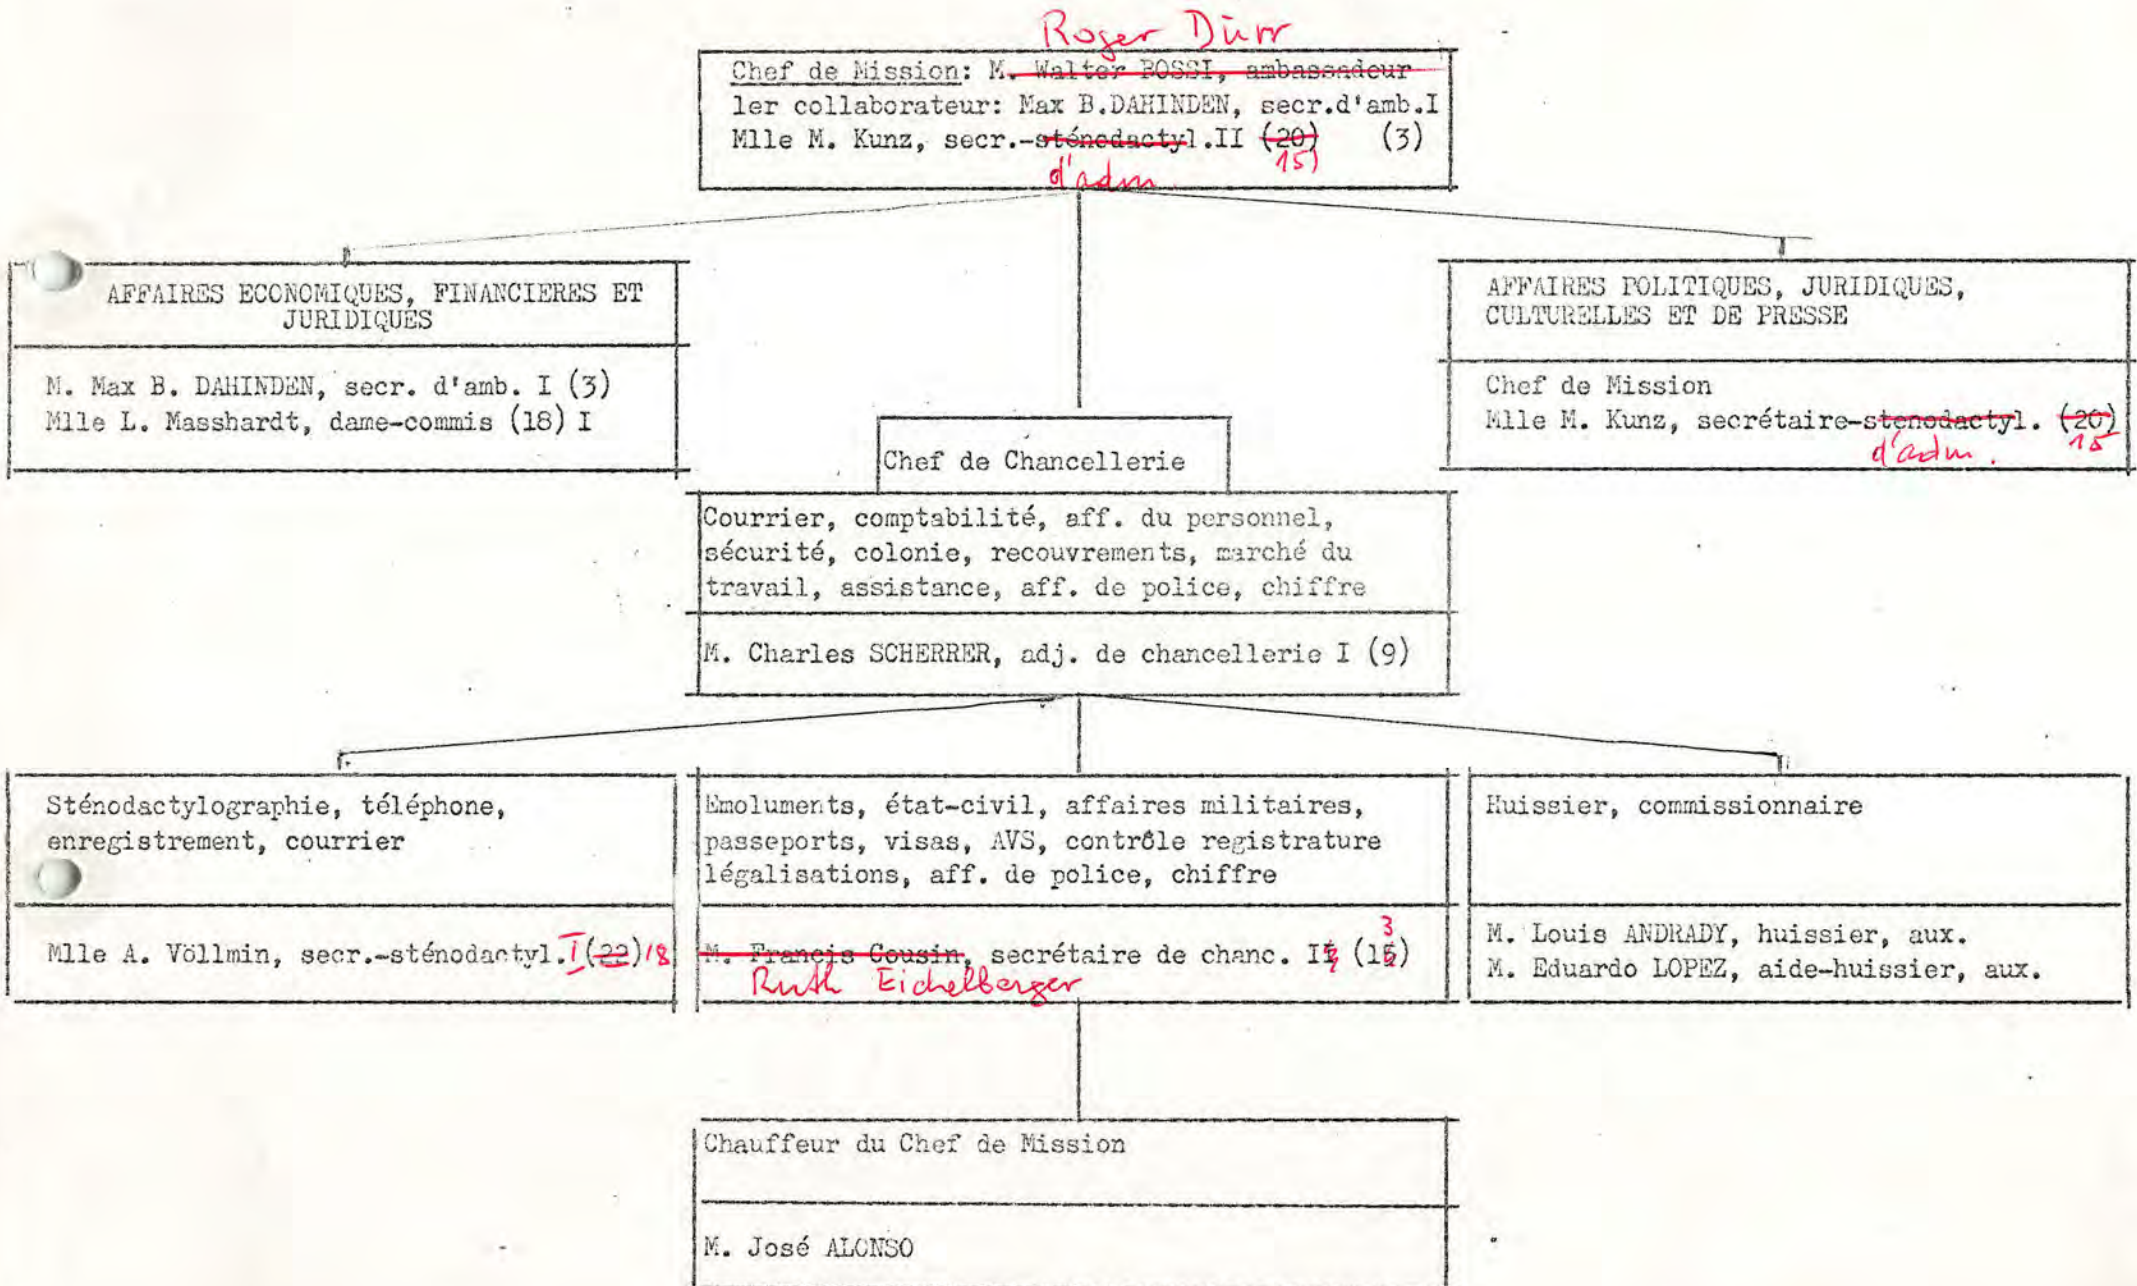 Roger Dürr
Chef de Mission: M. Walter BOSSI, ambassadeur
1er collaborateur: Max B.DAHINDEN, secr.d'amb.I
Mlle M. Kunz, secr.-sténodactyl.II (20) (3)
d'adm 15)
AFFAIRES ECONOMIQUES, FINANCIERES ET
JURIDIQUES
M. Max B. DAHINDEN, secr. d'amb. I (3)
Mlle L. Masshardt, dame-commis (18) I
AFFAIRES POLITIQUES, JURIDIQUES,
CULTURELLES ET DE PRESSE
Chef de Mission
Mlle M. Kunz, secrétaire-sténodactyl. (20)
d'adm. 15
Chef de Chancellerie
Courrier, comptabilité, aff. du personnel,
sécurité, colonie, recouvrements, marché du
travail, assistance, aff. de police, chiffre
M. Charles SCHERRER, adj. de chancellerie I (9)
Sténodactylographie, téléphone,
enregistrement, courrier
Mlle A. Völlmin, secr.-sténodactyl. I (22) 18
Emoluments, état-civil, affaires militaires,
passeports, visas, AVS, contrôle registrature
légalisations, aff. de police, chiffre
3
M. Francis Cousin, secrétaire de chanc.
Ruth Eichelberger
Huissier, commissionnaire
M. Louis ANDRADY, huissier, aux.
M. Eduardo LOPEZ, aide-huissier, aux.
Chauffeur du Chef de Mission
M. José ALONSO